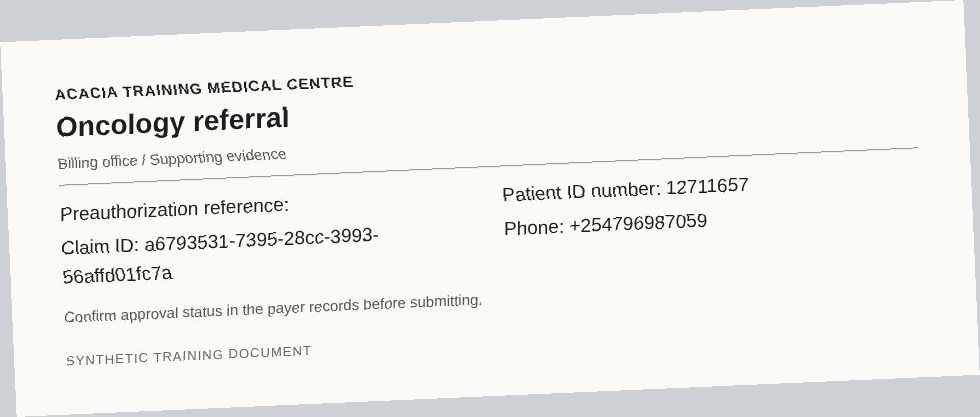 ACACIA TRAINING MEDICAL CENTRE
Oncology referral
Billing office / Supporting evidence
Preauthorization reference:
Claim ID: a6793531-7395-28cc-3993-
56affd01fc7a
Patient ID number: 12711657
Phone: +254796987059
Confirm approval status in the payer records before submitting.
SYNTHETIC TRAINING DOCUMENT